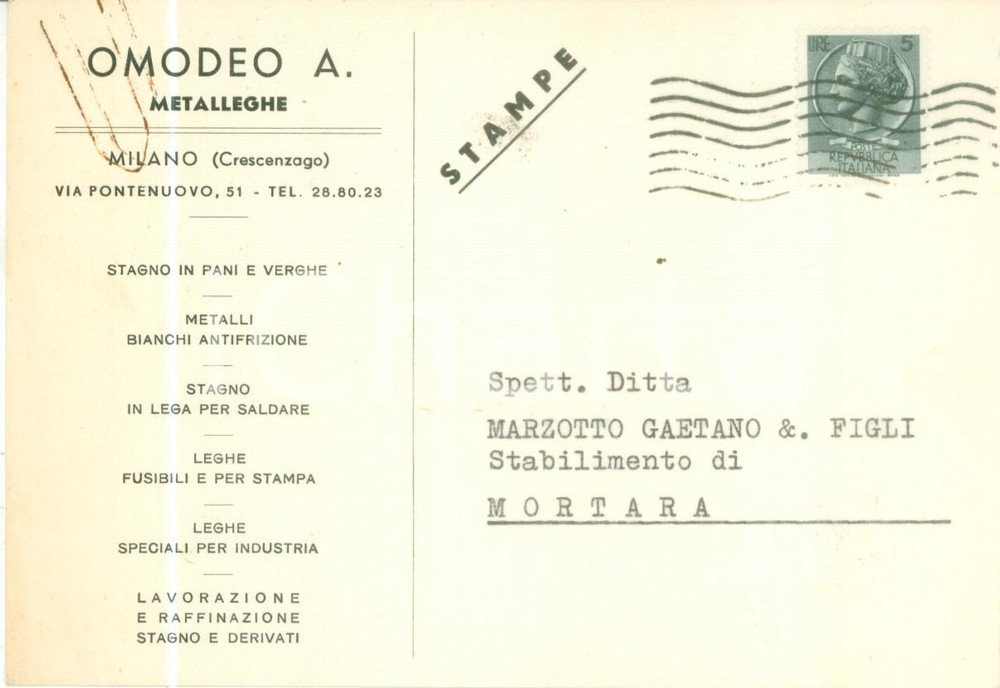 OMODEO A.
METALLEGHE
MILANO (Crescenzago)
VIA PONTENUOVO, 51 - TEL. 28.80.23
STAGNO IN PANI E VERGHE
METALLI
BIANCHI ANTIFRIZIONE
STAGNO
IN LEGA PER SALDARE
LEGHE
FUSIBILI E PER STAMPA
LEGHE
SPECIALI PER INDUSTRIA
LAVORAZIONE
E RAFFINAZIONE
STAGNO E DERIVATI
STAMPE
LIRE 5
POSTE
REPVBBLICA
ITALIANA
Spett. Ditta
MARZOTTO GAETANO &. FIGLI
Stabilimento di
MORTARA